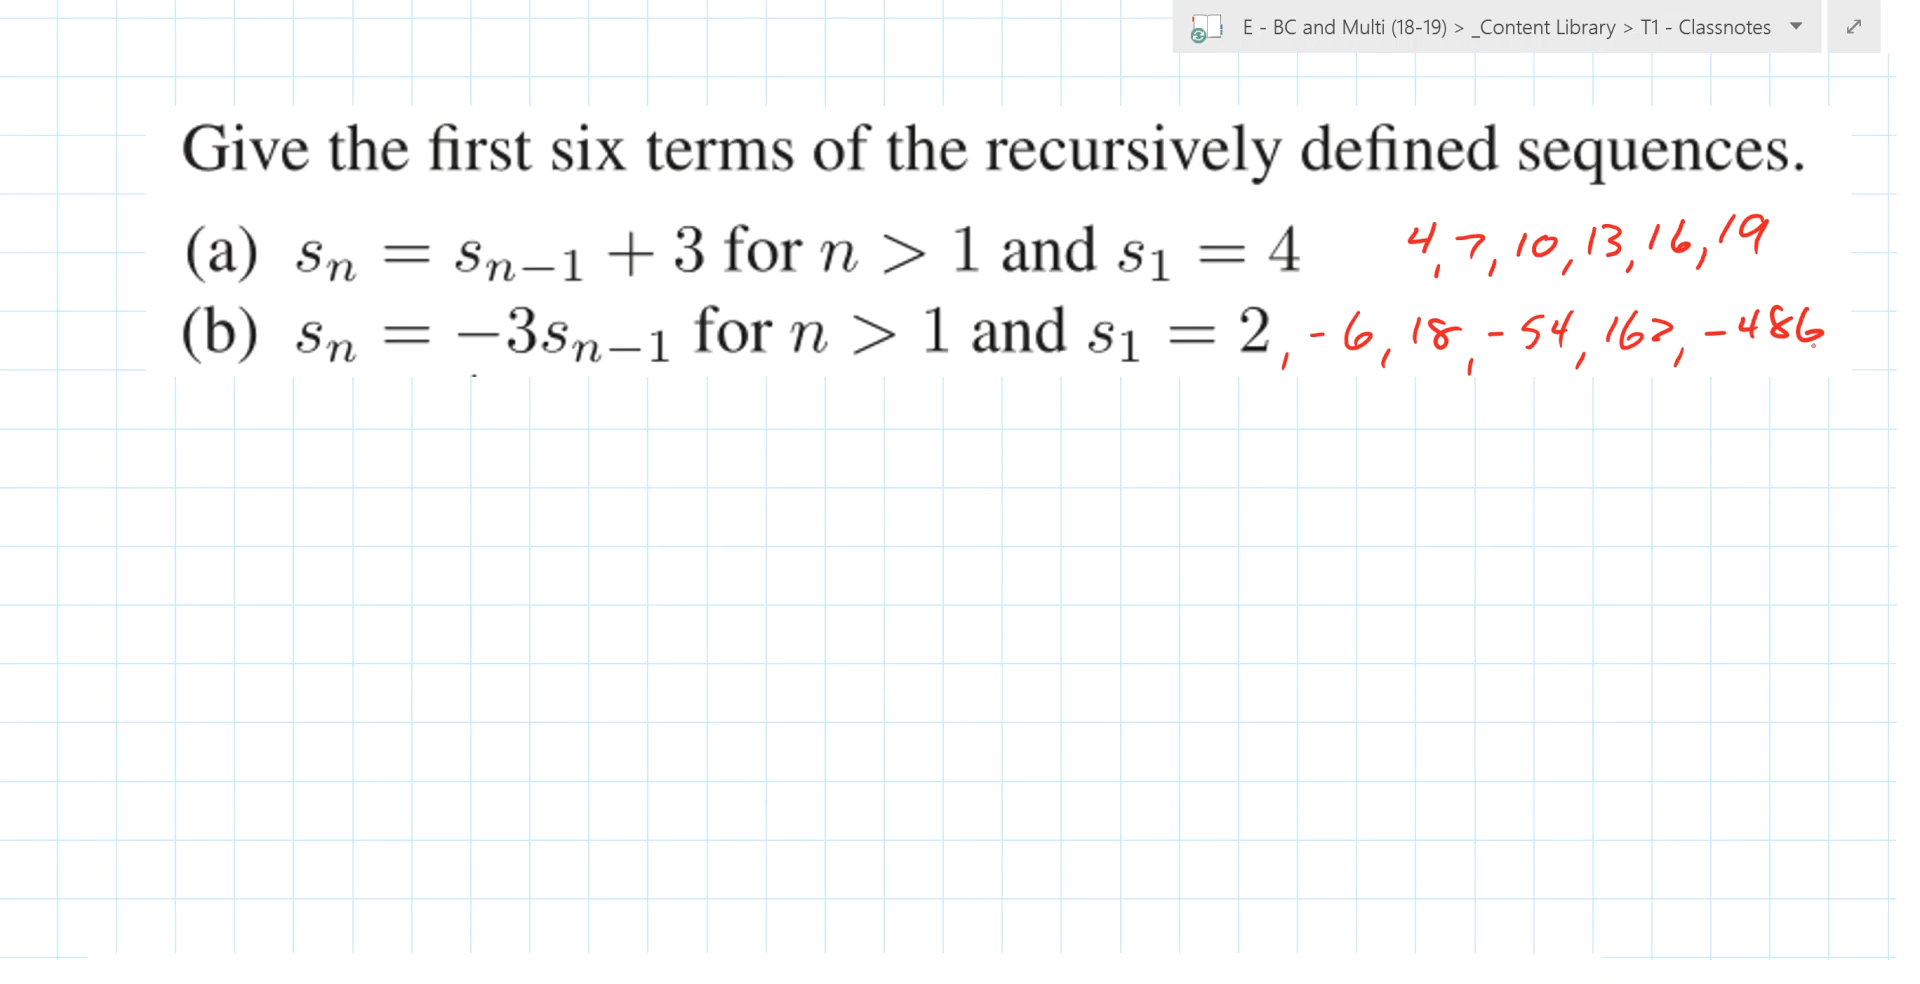 E - BC and Multi (18-19) > _Content Library > T1 - Classnotes
Give the first six terms of the recursively defined sequences.
(a) sₙ = sₙ₋₁ + 3 for n > 1 and s₁ = 4 4, 7, 10, 13, 16, 19
(b) sₙ = −3sₙ₋₁ for n > 1 and s₁ = 2, -6, 18, -54, 162, -486